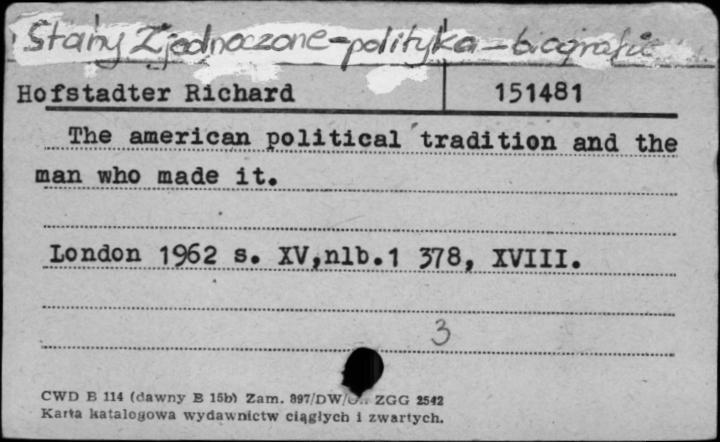 Stany Zjednoczone-polityka-biografie
Hofstadter Richard 151481
The american political tradition and the
man who made it.
London 1962 s. XV,nlb.1 378, XVIII.
3
CWD B 114 (dawny B 15b) Zam. 897/DW/ ZGG 2542
Karta katalogowa wydawnictw ciągłych i zwartych.